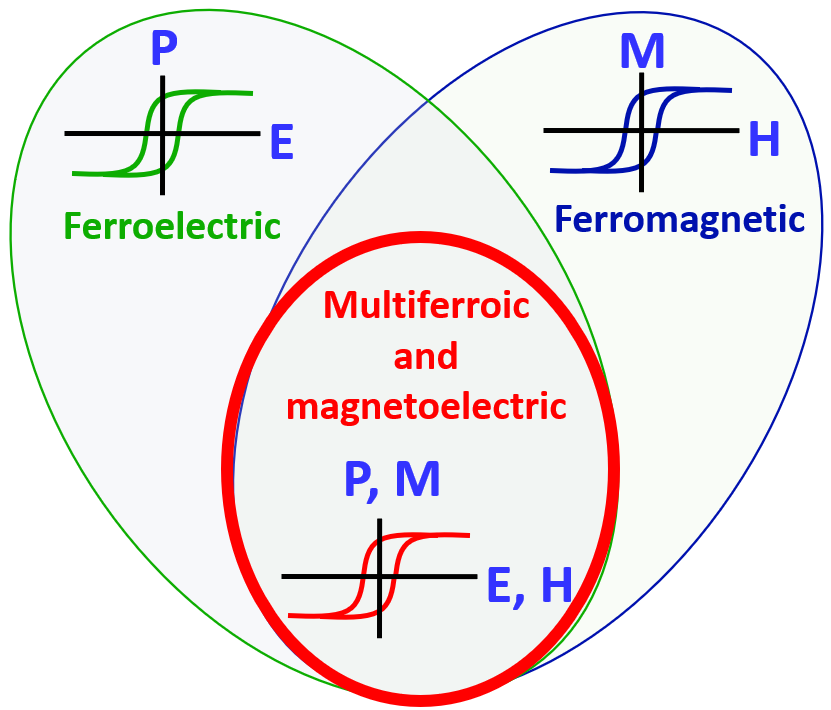 P
E
Ferroelectric
M
H
Ferromagnetic
Multiferroic
and
magnetoelectric
P, M
E, H